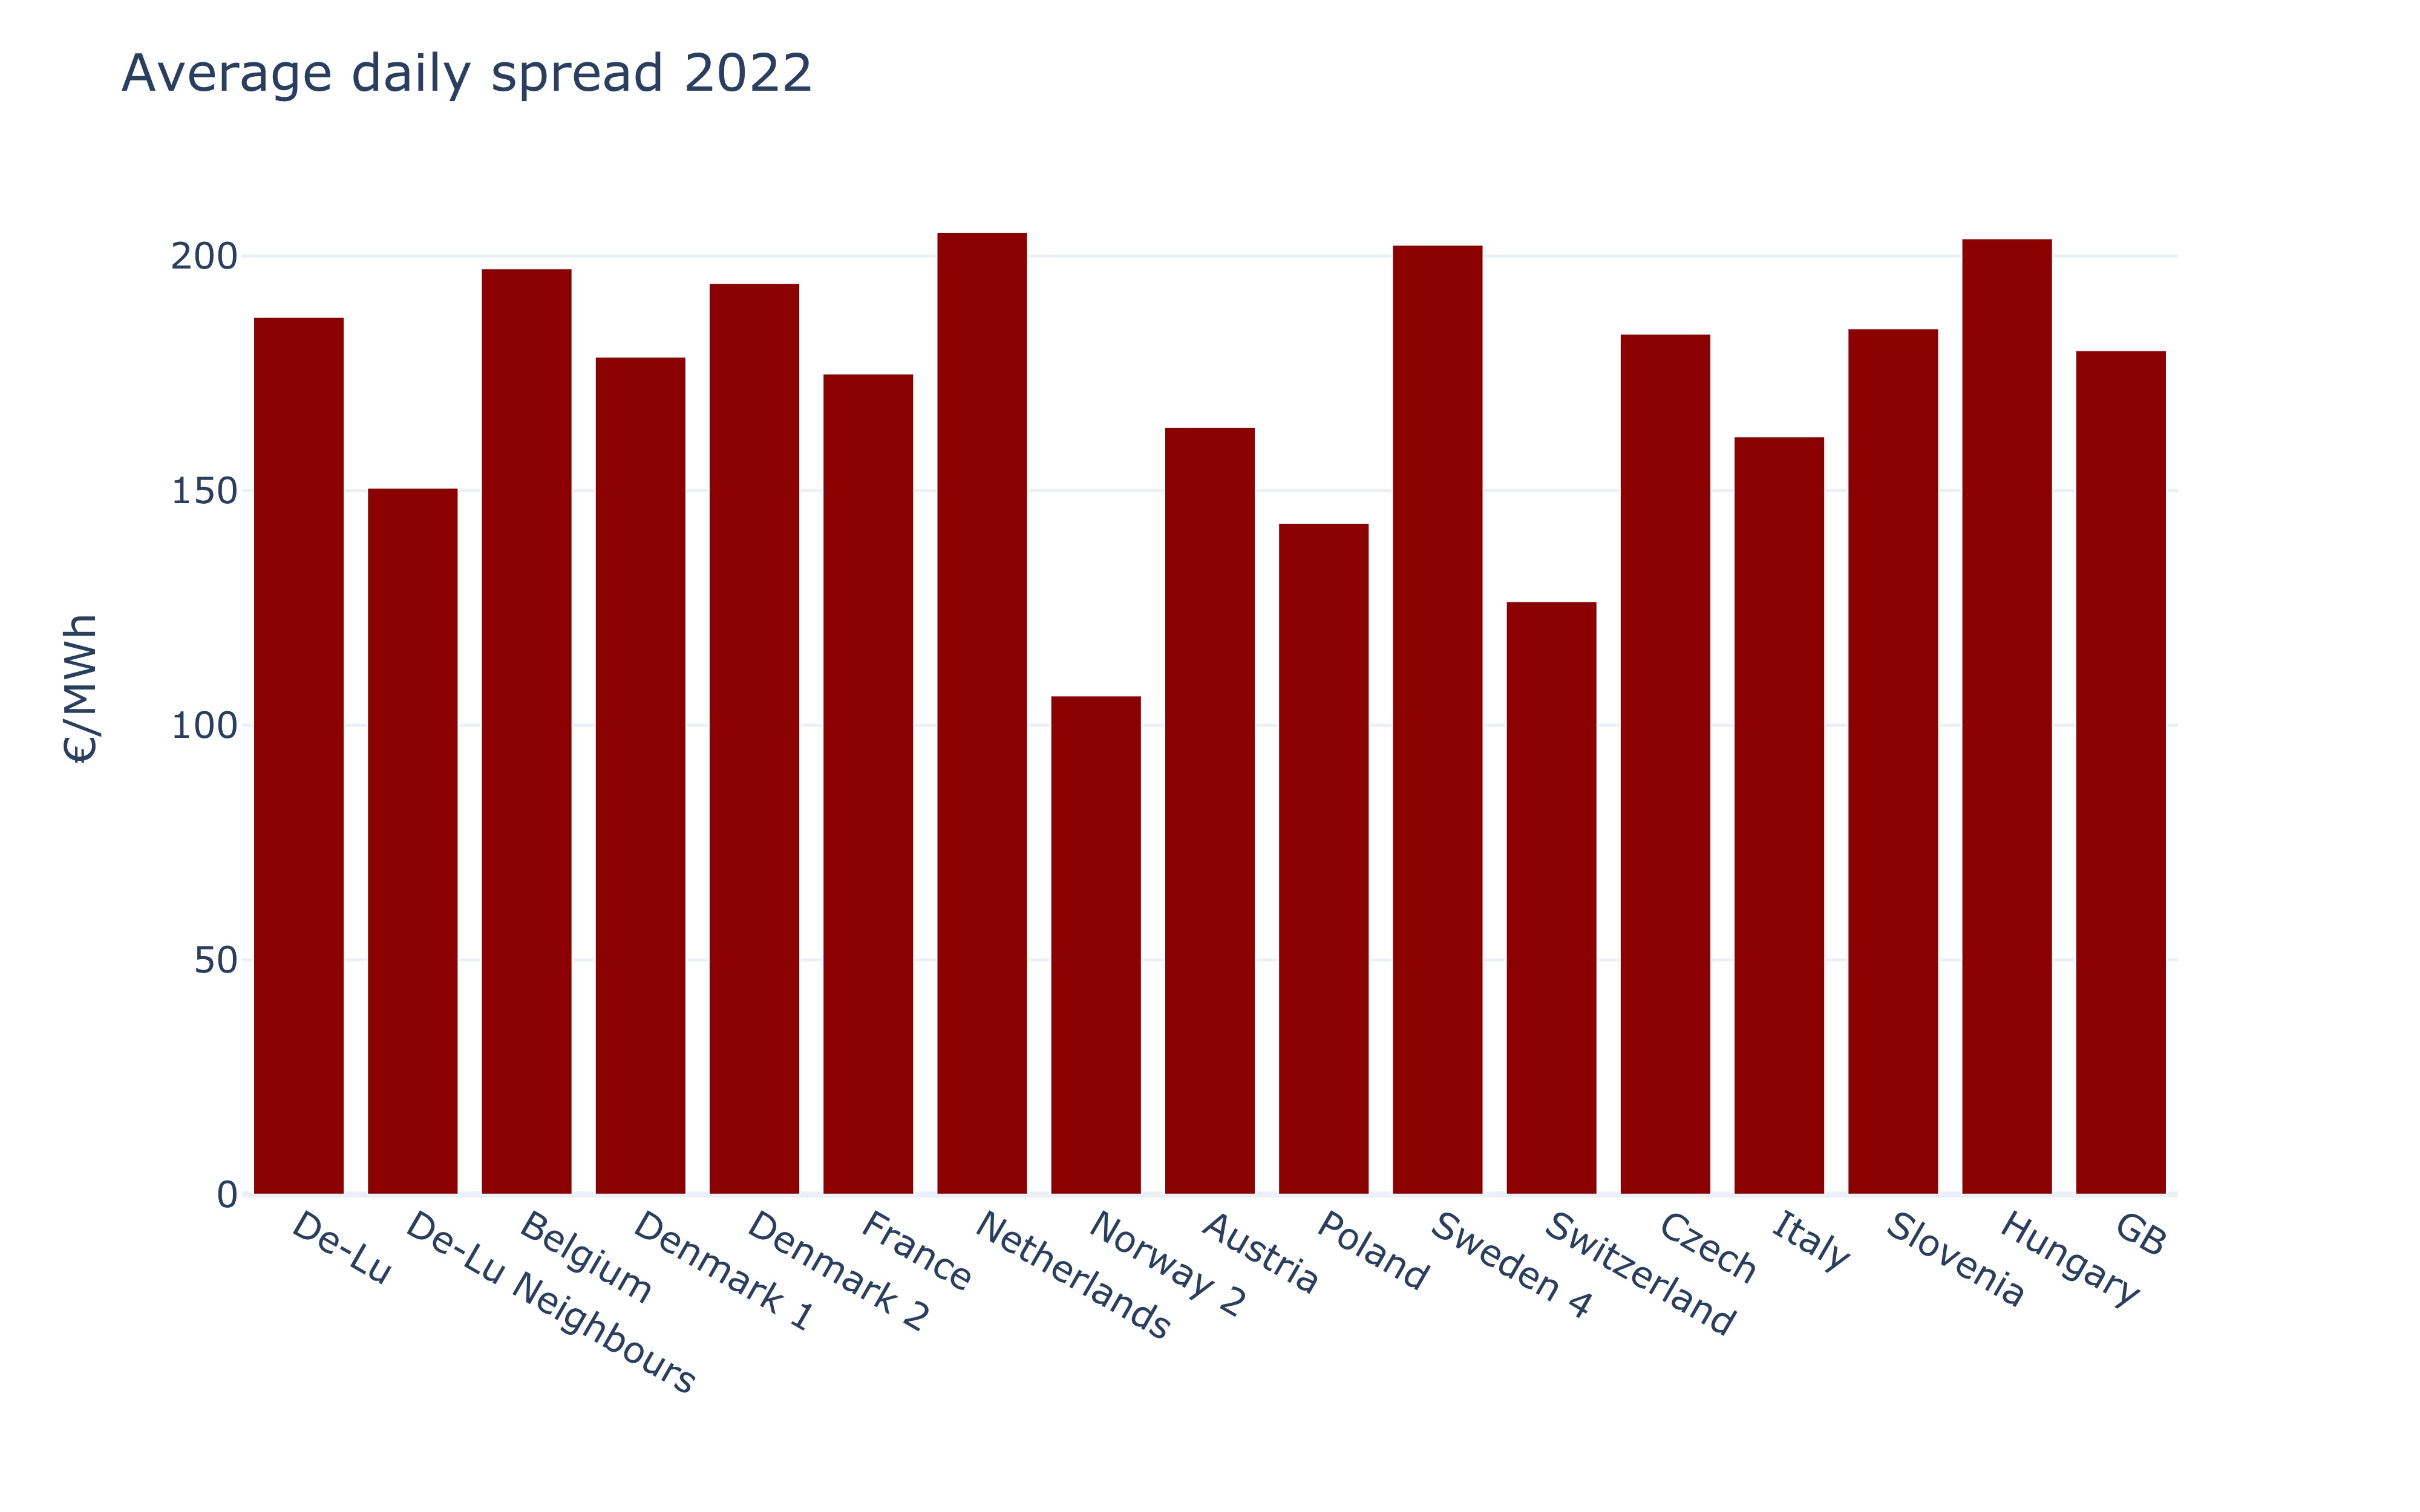 Average daily spread 2022
€/MWh
200
150
100
50
0
De-Lu
De-Lu Neighbours
Belgium
Denmark 1
Denmark 2
France
Netherlands
Norway 2
Austria
Poland
Sweden 4
Switzerland
Czech
Italy
Slovenia
Hungary
GB